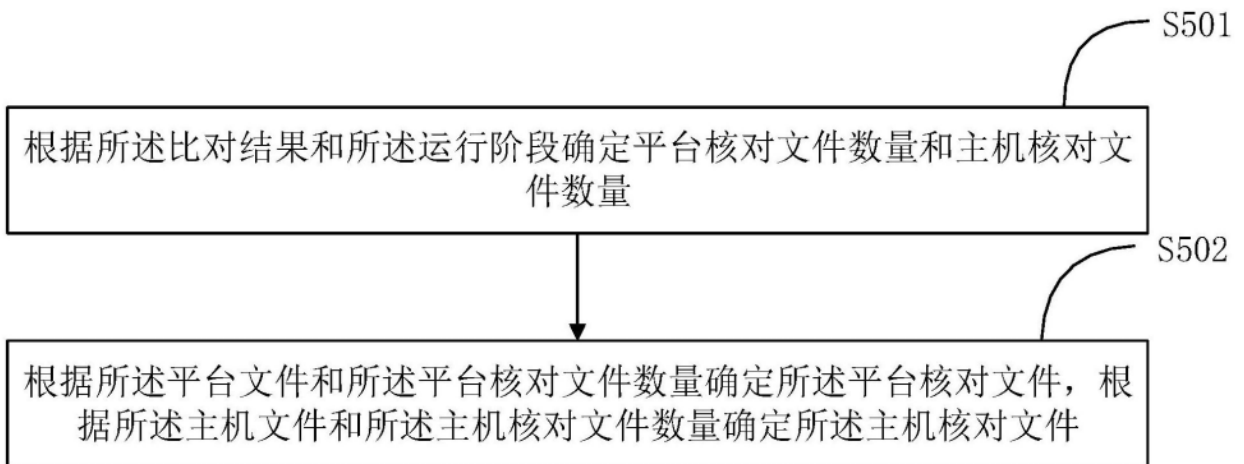 S501
根据所述比对结果和所述运行阶段确定平台核对文件数量和主机核对文
件数量
S502
根据所述平台文件和所述平台核对文件数量确定所述平台核对文件，根
据所述主机文件和所述主机核对文件数量确定所述主机核对文件